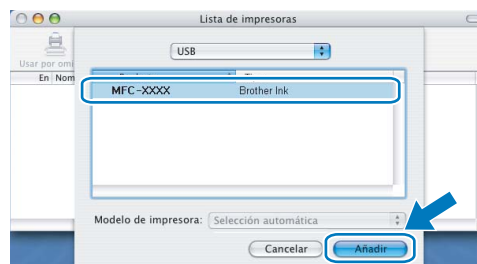 Lista de impresoras
USB
Usar por omi
En Nom
MFC-XXXX Brother Ink
Modelo de impresora: Selección automática
Cancelar Añadir